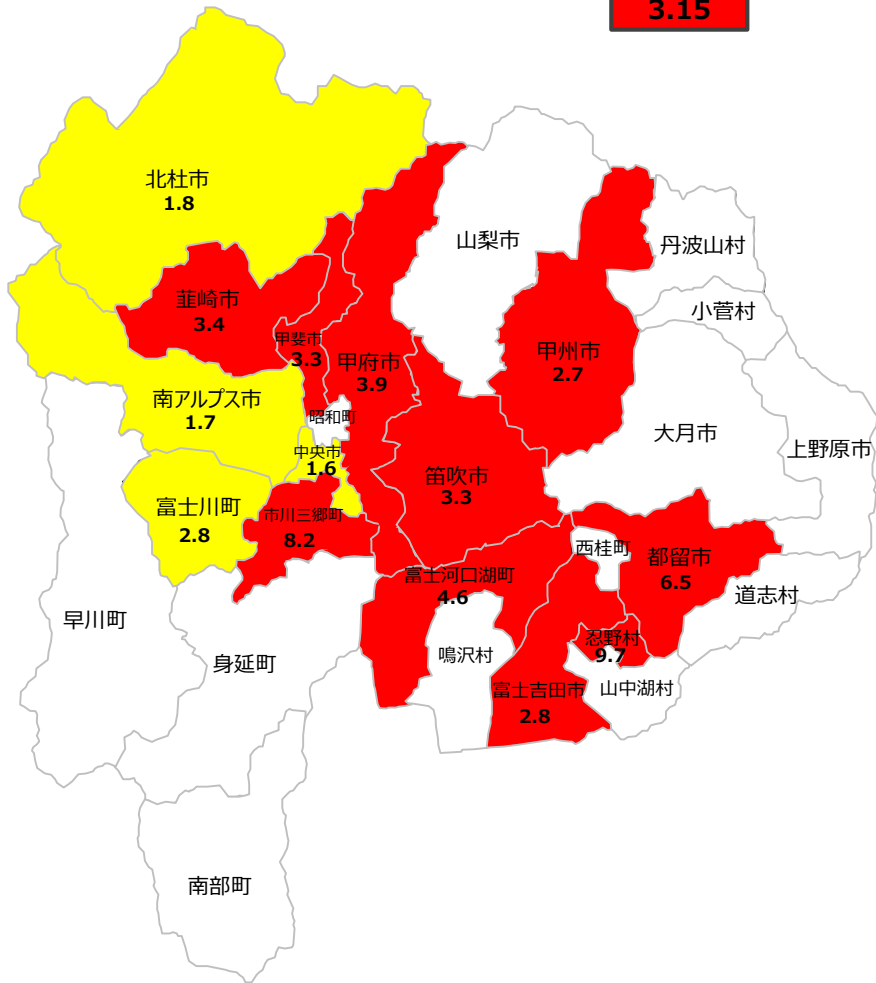 3.15
北杜市
1.8
山梨市
丹波山村
小菅村
韮崎市
3.4
甲斐市
3.3
甲府市
3.9
甲州市
2.7
南アルプス市
1.7
昭和町
大月市
上野原市
中央市
1.6
笛吹市
3.3
富士川町
2.8
市川三郷町
8.2
西桂町
都留市
6.5
富士河口湖町
4.6
道志村
早川町
身延町
鳴沢村
忍野村
9.7
富士吉田市
2.8
山中湖村
南部町